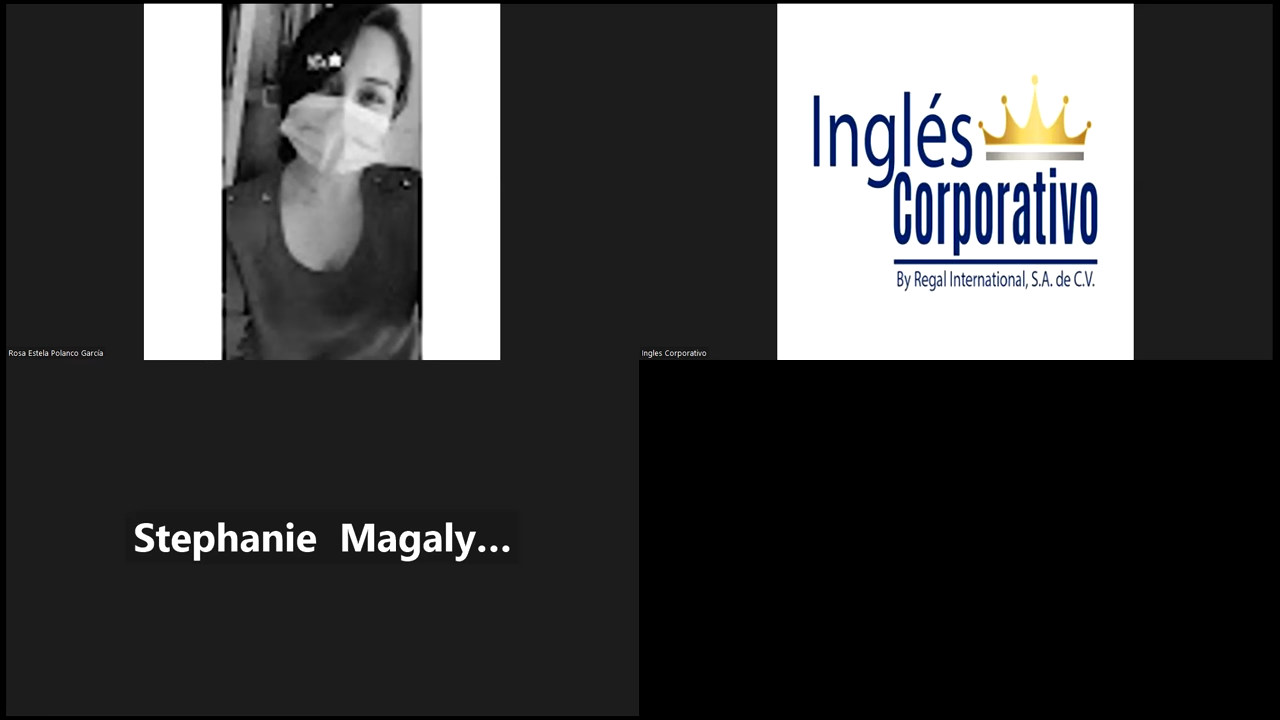 Inglés
Corporativo
By Regal International, S.A. de C.V.
Rosa Estela Polanco García
Ingles Corporativo
Stephanie Magaly...